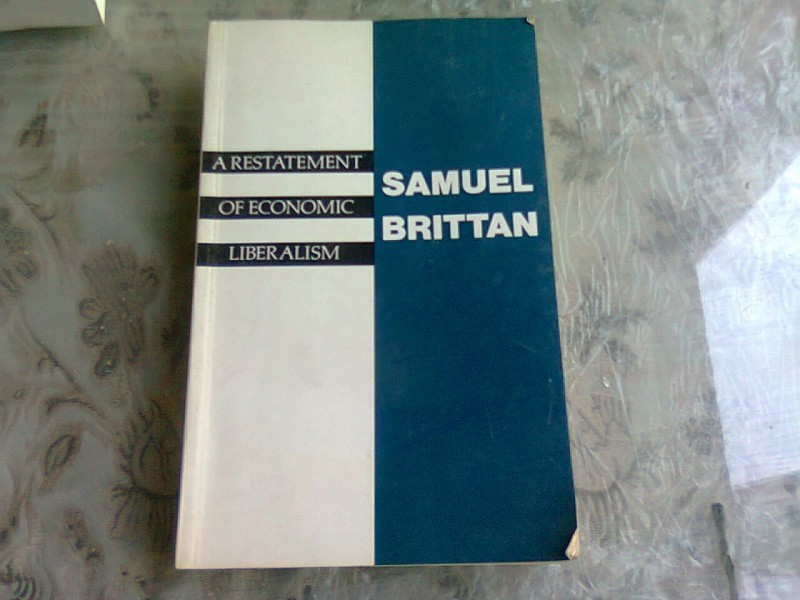 A RESTATEMENT
OF ECONOMIC
LIBERALISM
SAMUEL
BRITTAN